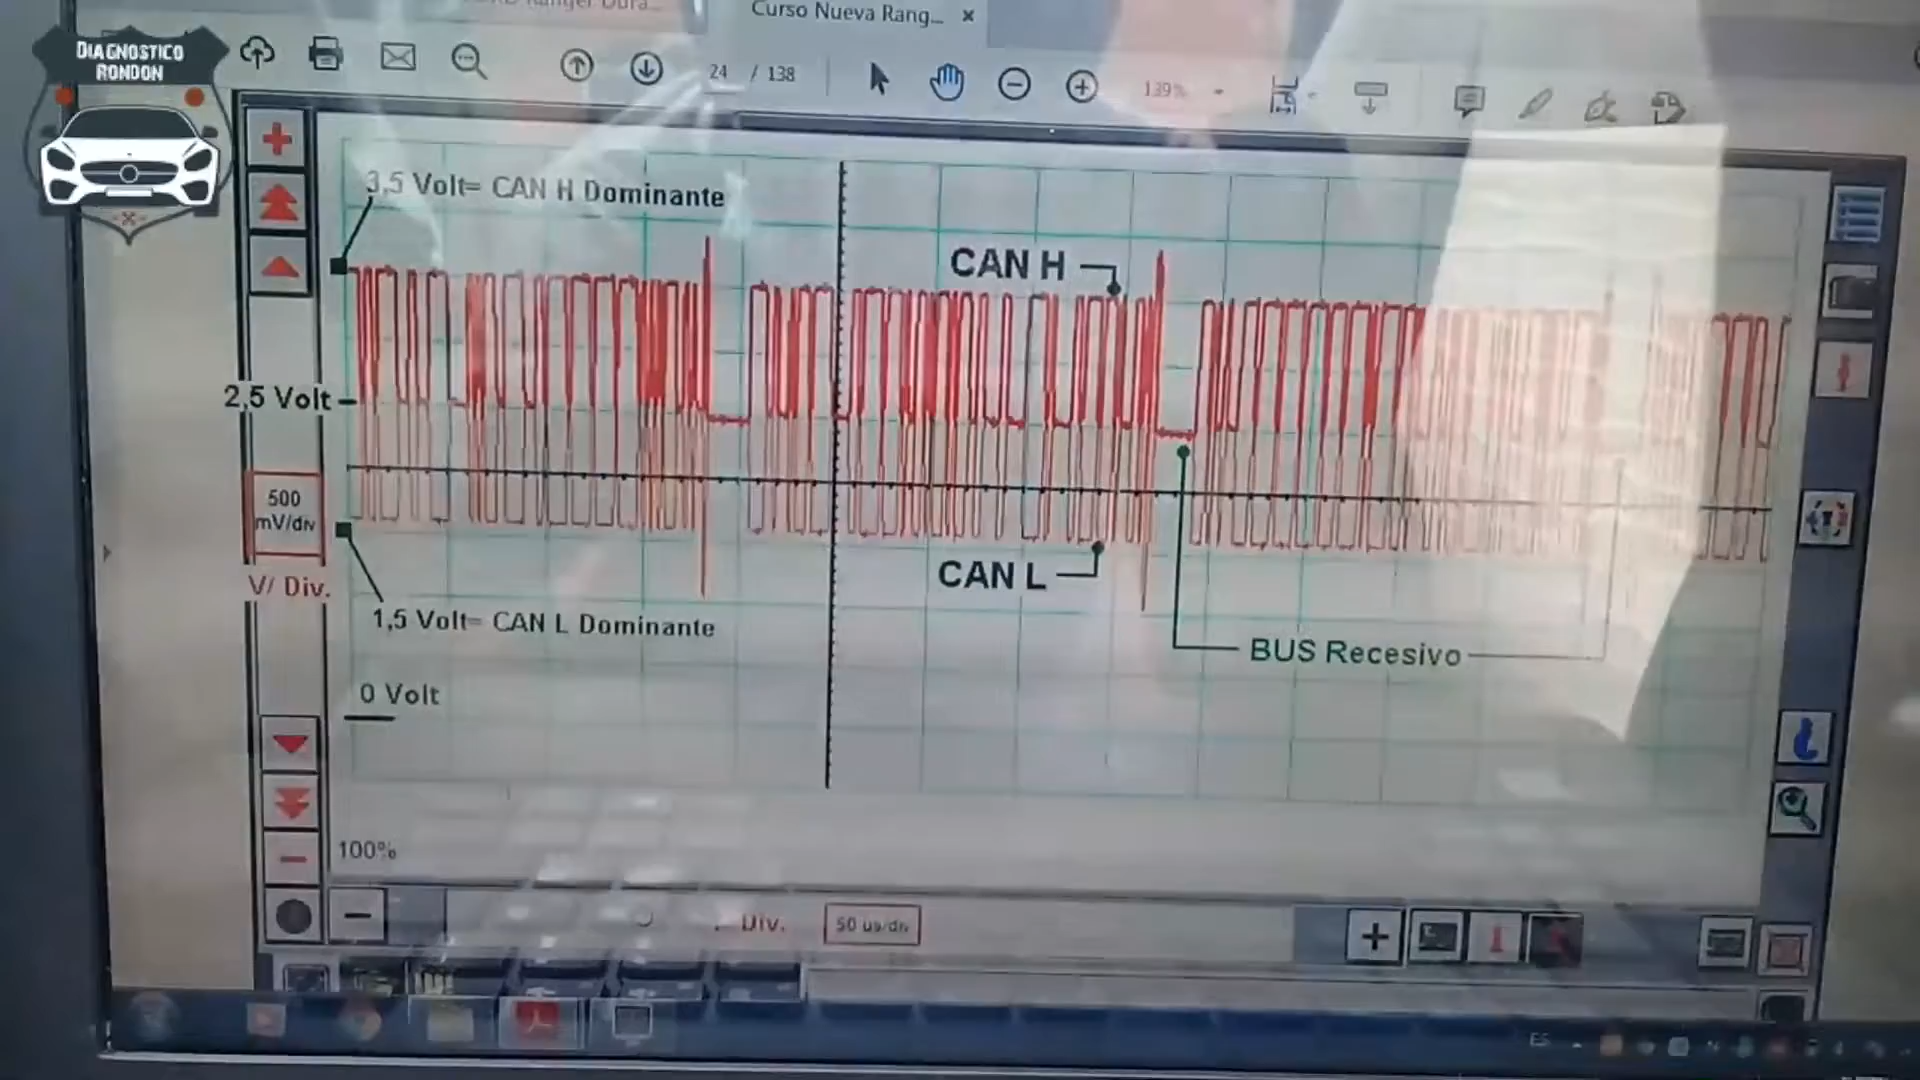 Curso Nueva Rang...
DIAGNOSTICO
RONDON
24 / 138
139%
3,5 Volt= CAN H Dominante
CAN H
2,5 Volt
500
mV/div
V/ Div.
CAN L
1,5 Volt= CAN L Dominante
BUS Recesivo
0 Volt
100%
Div.
50 us/div
ES